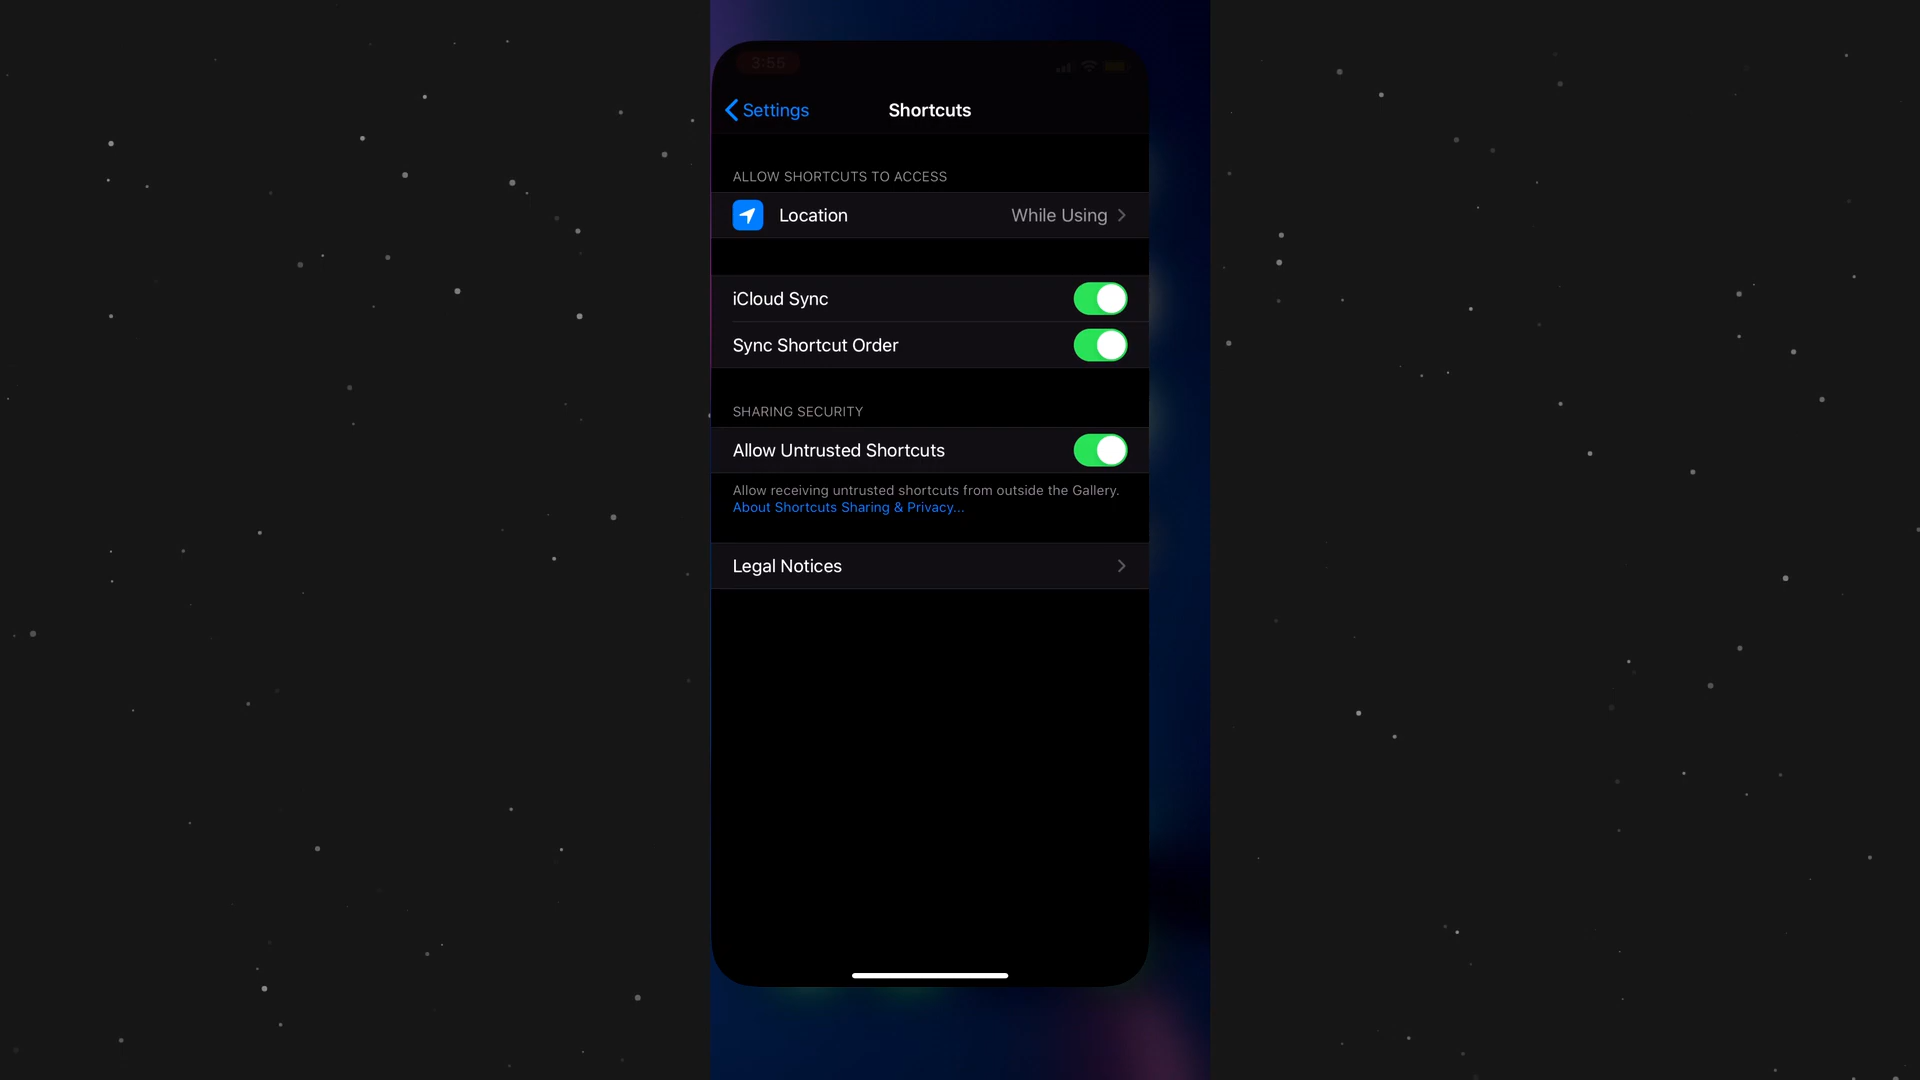 3:55
Settings
Shortcuts
ALLOW SHORTCUTS TO ACCESS
Location
While Using
iCloud Sync
Sync Shortcut Order
SHARING SECURITY
Allow Untrusted Shortcuts
Allow receiving untrusted shortcuts from outside the Gallery.
About Shortcuts Sharing & Privacy...
Legal Notices